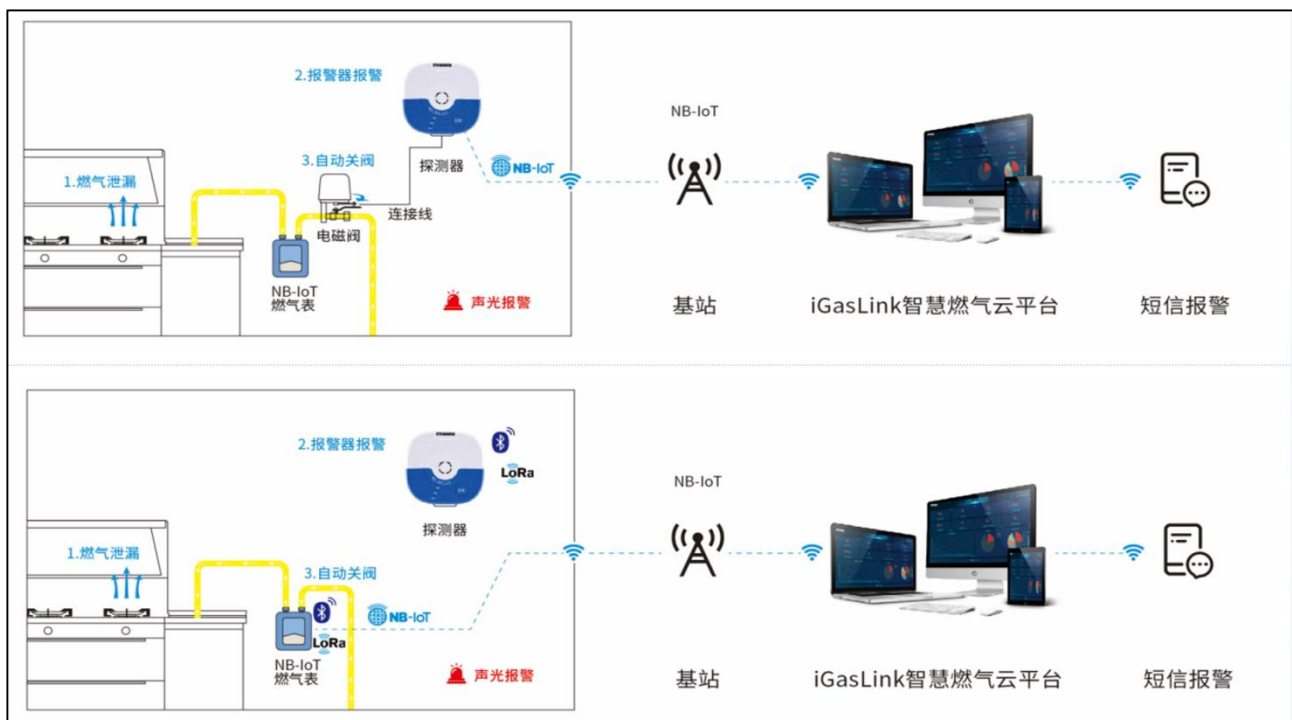 2.报警器报警
NB-IoT
3.自动关阀
探测器
NB-IoT
1.燃气泄漏
连接线
电磁阀
NB-IoT
燃气表
声光报警
基站
iGasLink智慧燃气云平台
短信报警
2.报警器报警
LoRa
NB-IoT
探测器
1.燃气泄漏
3.自动关阀
NB-IoT
LoRa
NB-IoT
燃气表
声光报警
基站
iGasLink智慧燃气云平台
短信报警